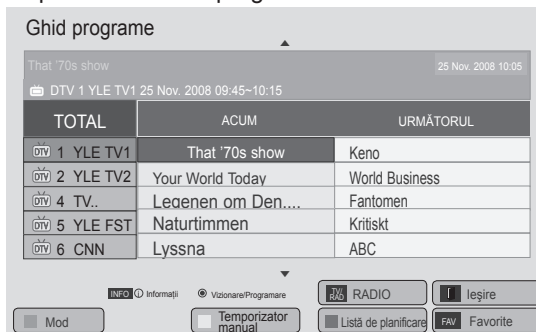 Ghid programe
That '70s show 25 Nov. 2008 10:05
DTV 1 YLE TV1 25 Nov. 2008 09:45~10:15
TOTAL ACUM URMĂTORUL
DTV 1 YLE TV1 That '70s show Keno
DTV 2 YLE TV2 Your World Today World Business
DTV 4 TV.. Legenen om Den.... Fantomen
DTV 5 YLE FST Naturtimmen Kritiskt
DTV 6 CNN Lyssna ABC
INFO Informații Vizionare/Programare TV/RAD RADIO Ieşire
Mod Temporizator manual Listă de planificare FAV Favorite